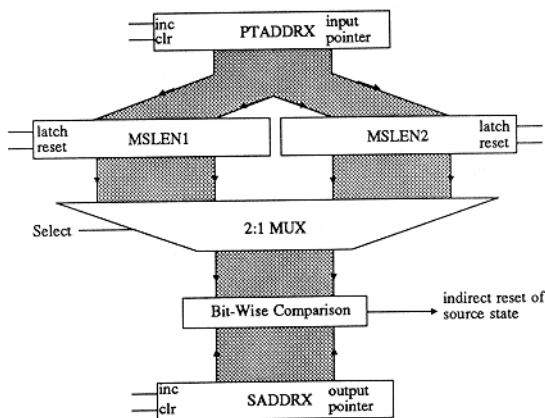 inc
clr
PTADDRX
input
pointer
latch
reset
MSLEN1
MSLEN2
latch
reset
Select
2:1 MUX
Bit-Wise Comparison
indirect reset of
source state
inc
clr
SADDRX
output
pointer